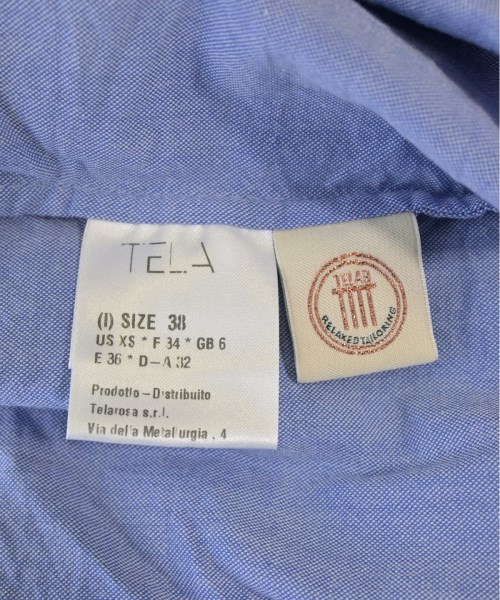 TELA
(I) SIZE 38
US XS * F 34 * GB 6
E 36 * D-A 32
Prodotto - Distribuito
Telarosa s.r.l.
Via della Metallurgia , 4
TELAB
RELAXED TAILORING